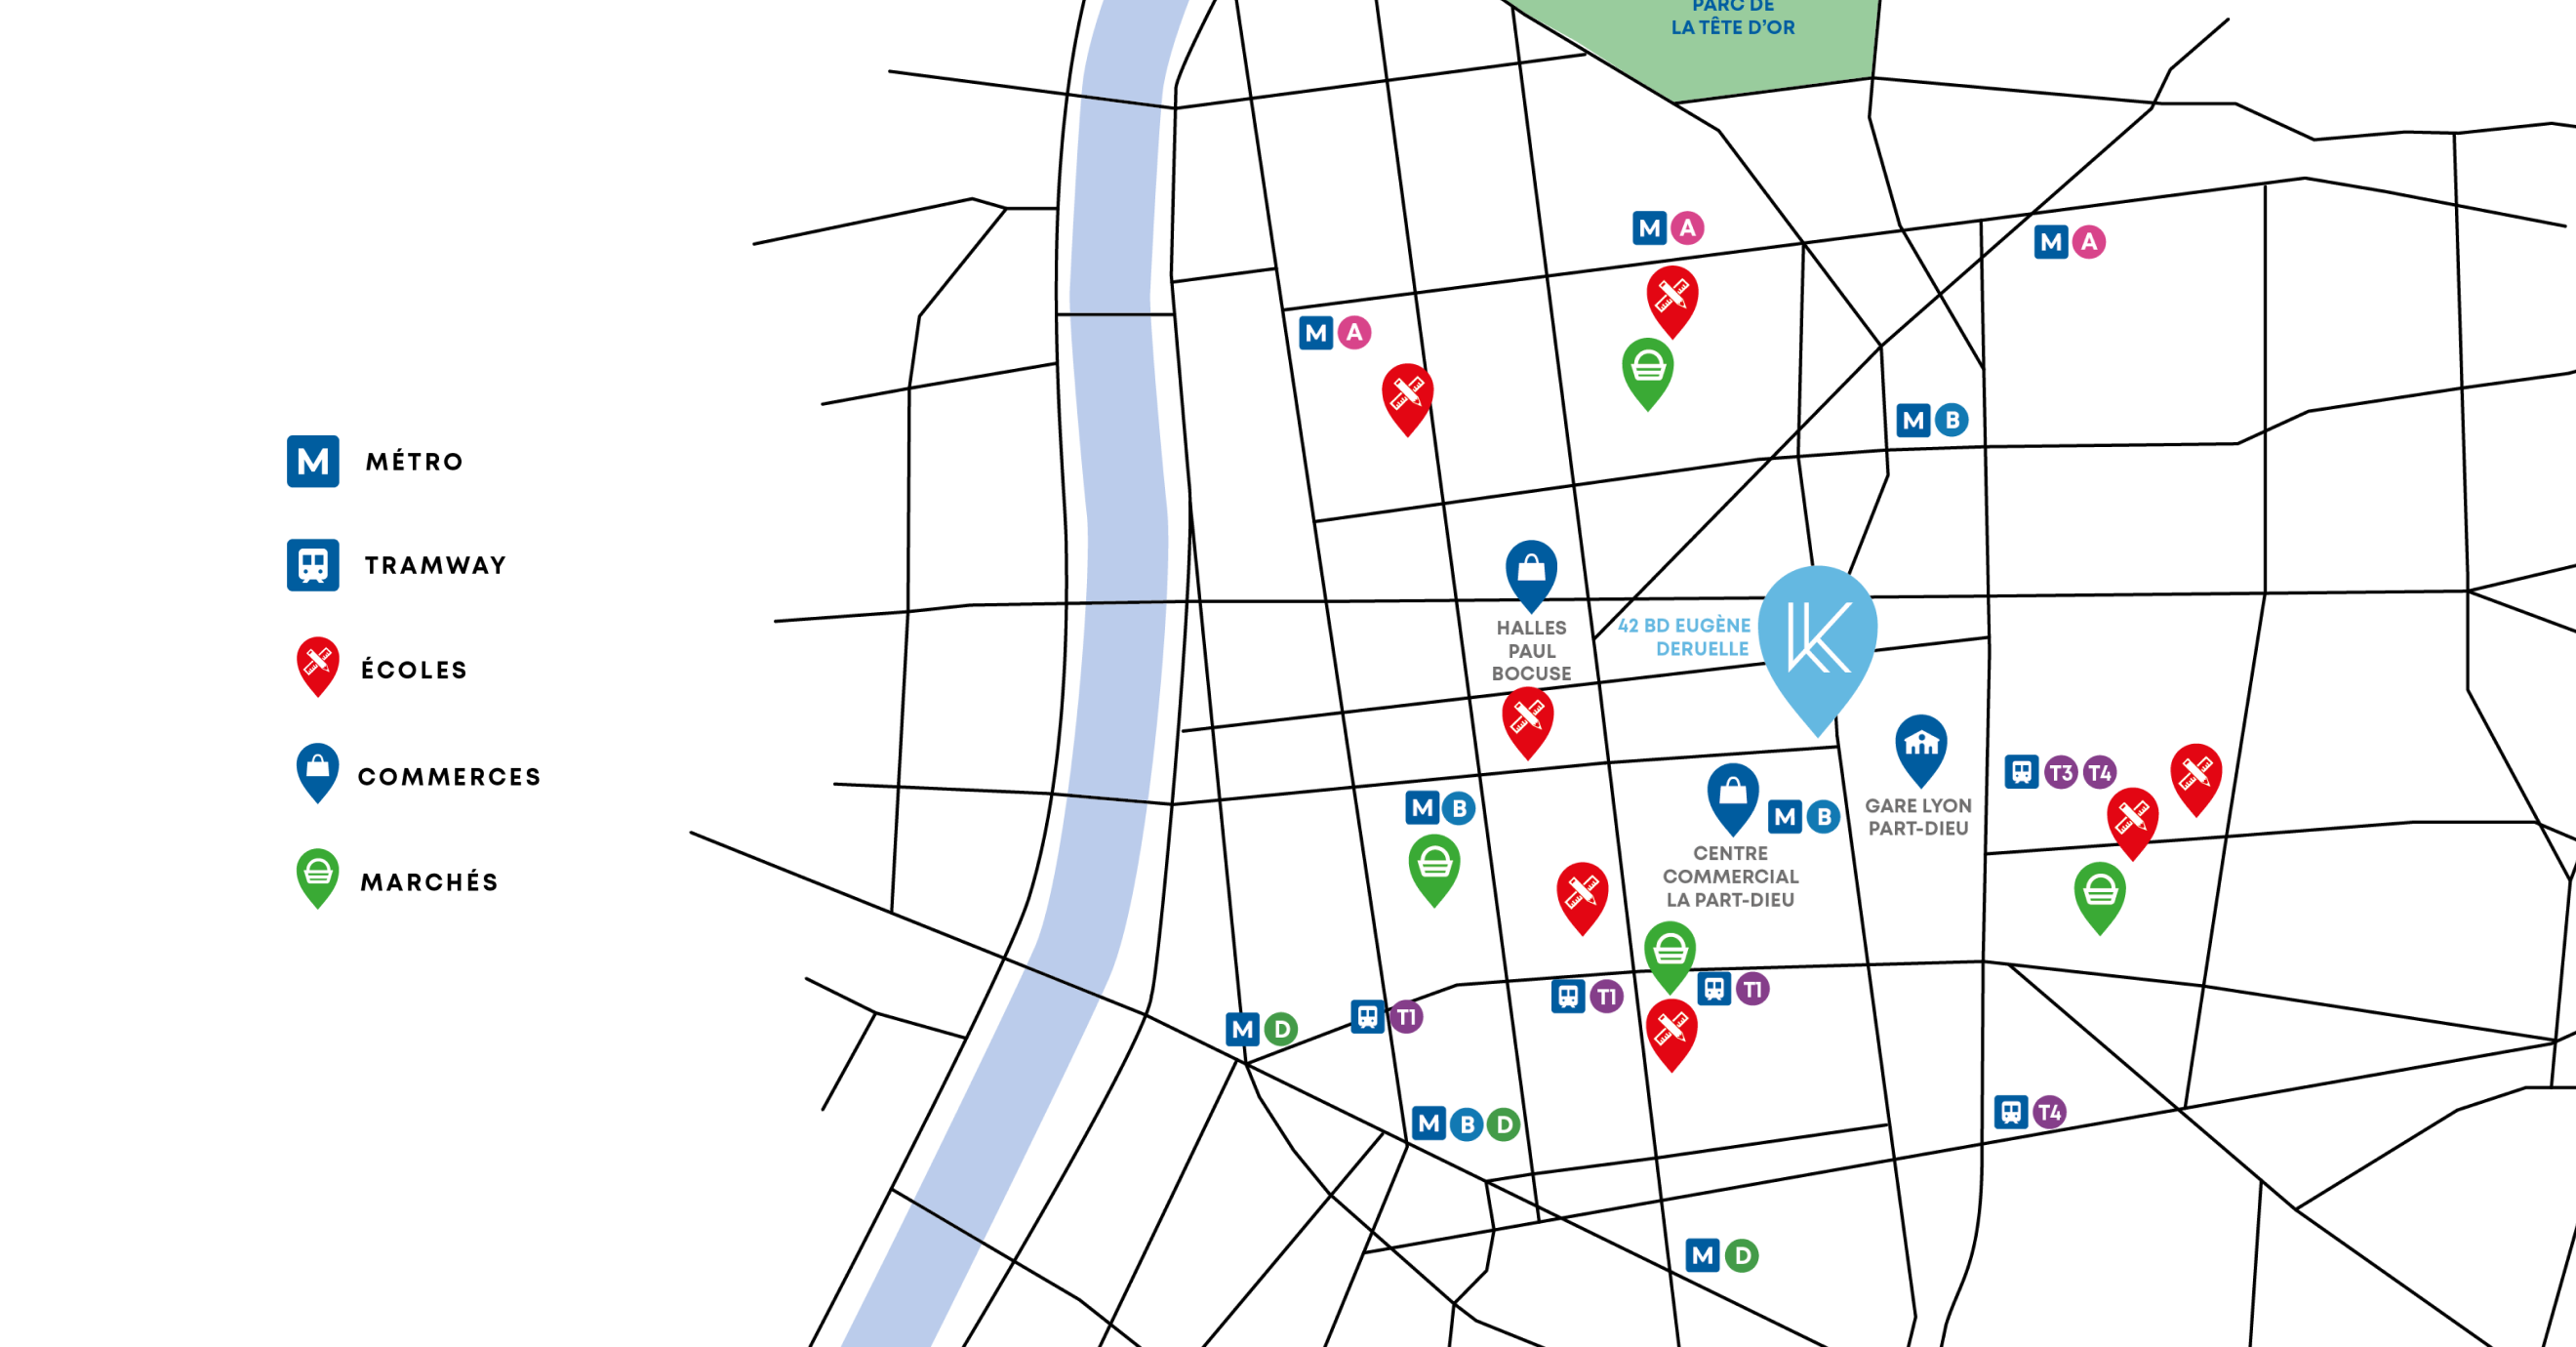 PARC DE
LA TÊTE D'OR
M A
M A
M A
M B
M MÉTRO
TRAMWAY
ÉCOLES
COMMERCES
MARCHÉS
HALLES
PAUL
BOCUSE
42 BD EUGÈNE
DERUELLE
LK
GARE LYON
PART-DIEU
T3 T4
M B
M B
CENTRE
COMMERCIAL
LA PART-DIEU
T1
T1
T1
M D
M B D
T4
M D